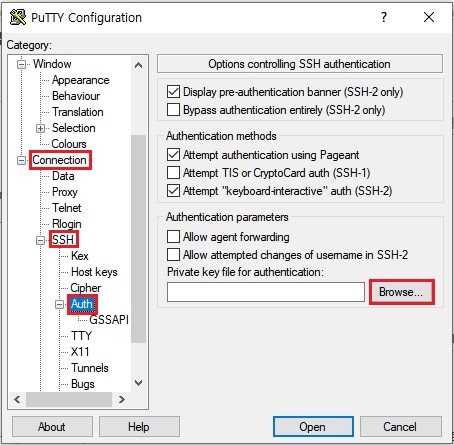 PuTTY Configuration
?
Category:
Window
Appearance
Behaviour
Translation
Selection
Colours
Connection
Data
Proxy
Telnet
Rlogin
SSH
Kex
Host keys
Cipher
Auth
GSSAPI
TTY
X11
Tunnels
Bugs
Options controlling SSH authentication
Display pre-authentication banner (SSH-2 only)
Bypass authentication entirely (SSH-2 only)
Authentication methods
Attempt authentication using Pageant
Attempt TIS or CryptoCard auth (SSH-1)
Attempt "keyboard-interactive" auth (SSH-2)
Authentication parameters
Allow agent forwarding
Allow attempted changes of username in SSH-2
Private key file for authentication:
Browse...
About
Help
Open
Cancel